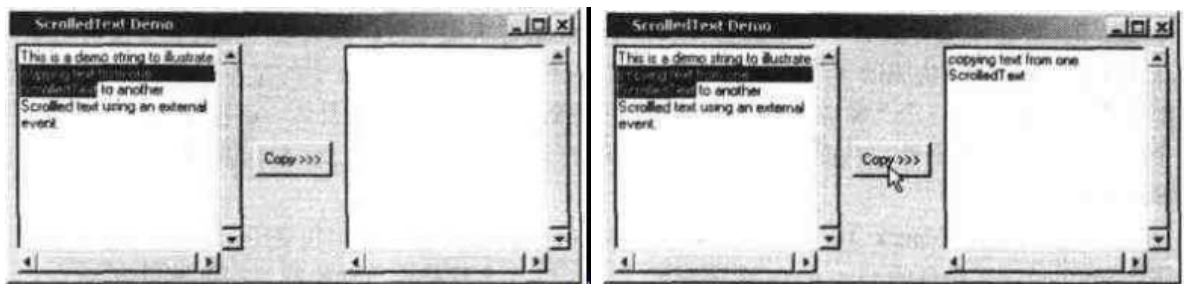 ScrolledText Demo
This is a demo string to illustrate
copying text from one
ScrolledText to another
Scrollled text using an external
event.
Copy >>>
ScrolledText Demo
This is a demo string to illustrate
copying text from one
ScrolledText to another
Scrollled text using an external
event.
Copy >>>
copying text from one
ScrolledText